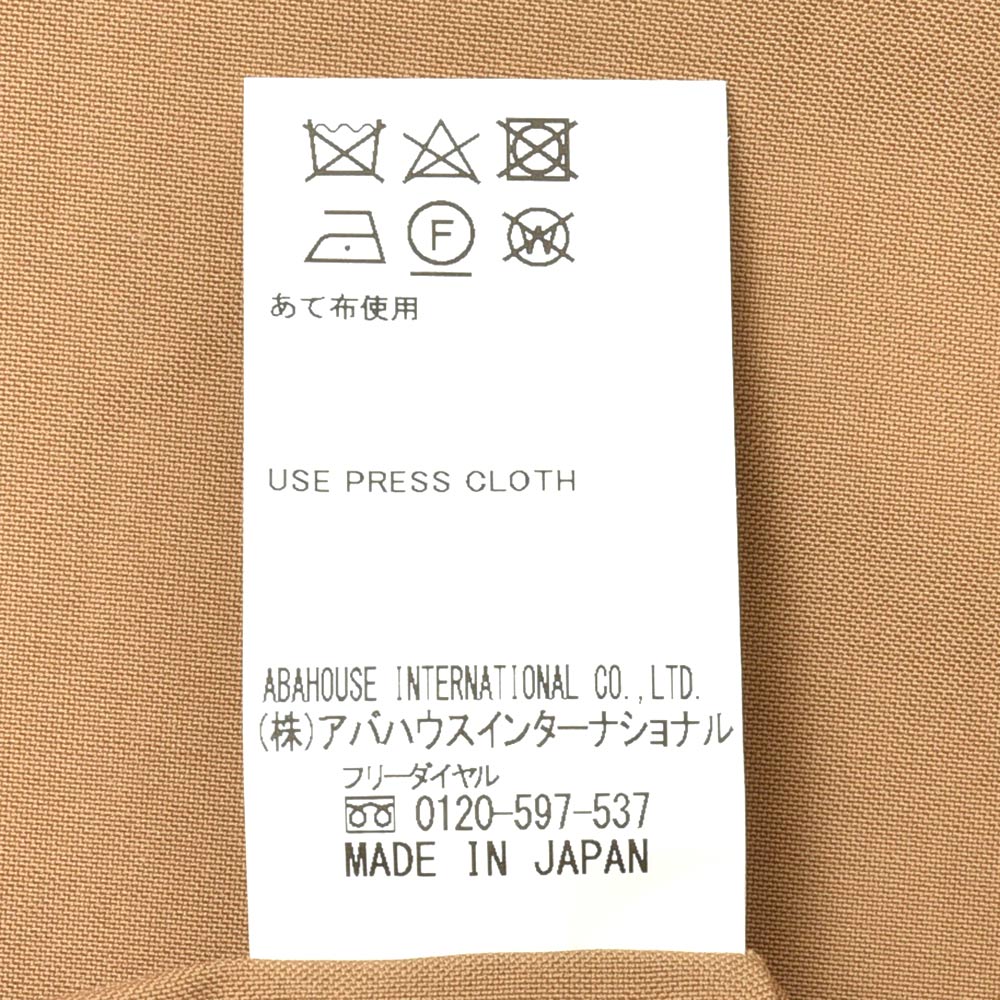 F W
あて布使用
USE PRESS CLOTH
ABAHOUSE INTERNATIONAL CO.,LTD.
(株)アバハウスインターナショナル
フリーダイヤル
0120-597-537
MADE IN JAPAN